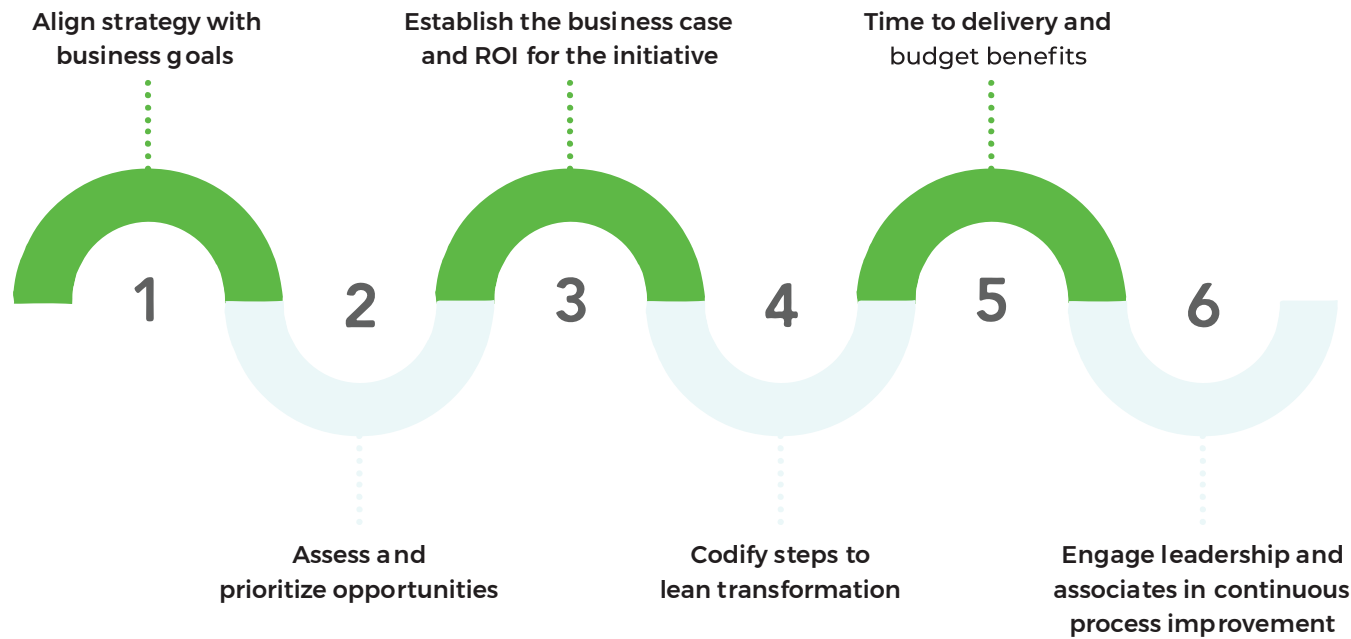 Align strategy with
business goals
Establish the business case
and ROI for the initiative
Time to delivery and
budget benefits
1
2
3
4
5
6
Assess and
prioritize opportunities
Codify steps to
lean transformation
Engage leadership and
associates in continuous
process improvement